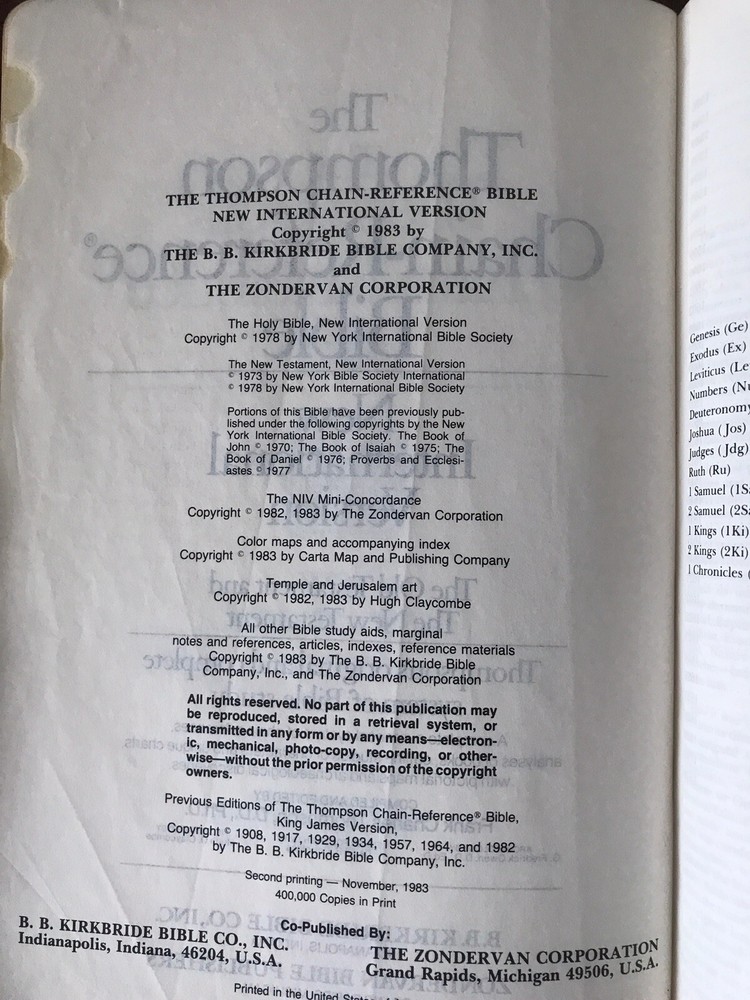 THE THOMPSON CHAIN-REFERENCE® BIBLE
NEW INTERNATIONAL VERSION
Copyright © 1983 by
THE B. B. KIRKBRIDE BIBLE COMPANY, INC.
and
THE ZONDERVAN CORPORATION
The Holy Bible, New International Version
Copyright © 1978 by New York International Bible Society
The New Testament, New International Version
© 1973 by New York Bible Society International
© 1978 by New York International Bible Society
Portions of this Bible have been previously pub-
lished under the following copyrights by the New
York International Bible Society. The Book of
John © 1970; The Book of Isaiah © 1975; The
Book of Daniel © 1976; Proverbs and Ecclesi-
astes © 1977
The NIV Mini-Concordance
Copyright © 1982, 1983 by The Zondervan Corporation
Color maps and accompanying index
Copyright © 1983 by Carta Map and Publishing Company
Temple and Jerusalem art
Copyright © 1982, 1983 by Hugh Claycombe
All other Bible study aids, marginal
notes and references, articles, indexes, reference materials
Copyright © 1983 by The B. B. Kirkbride Bible
Company, Inc., and The Zondervan Corporation
All rights reserved. No part of this publication may
be reproduced, stored in a retrieval system, or
transmitted in any form or by any means—electron-
ic, mechanical, photo-copy, recording, or other-
wise—without the prior permission of the copyright
owners.
Previous Editions of The Thompson Chain-Reference® Bible,
King James Version,
Copyright © 1908, 1917, 1929, 1934, 1957, 1964, and 1982
by The B. B. Kirkbride Bible Company, Inc.
Second printing — November, 1983
400,000 Copies in Print
Co-Published By:
B. B. KIRKBRIDE BIBLE CO., INC.
Indianapolis, Indiana, 46204, U.S.A.
THE ZONDERVAN CORPORATION
Grand Rapids, Michigan 49506, U.S.A.
Printed in the United
Genesis (Ge)
Exodus (Ex)
Leviticus (Le
Numbers (Nu
Deuteronomy
Joshua (Jos)
Judges (Jdg)
Ruth (Ru)
1 Samuel (1S
2 Samuel (2S
1 Kings (1Ki)
2 Kings (2Ki)
1 Chronicles (